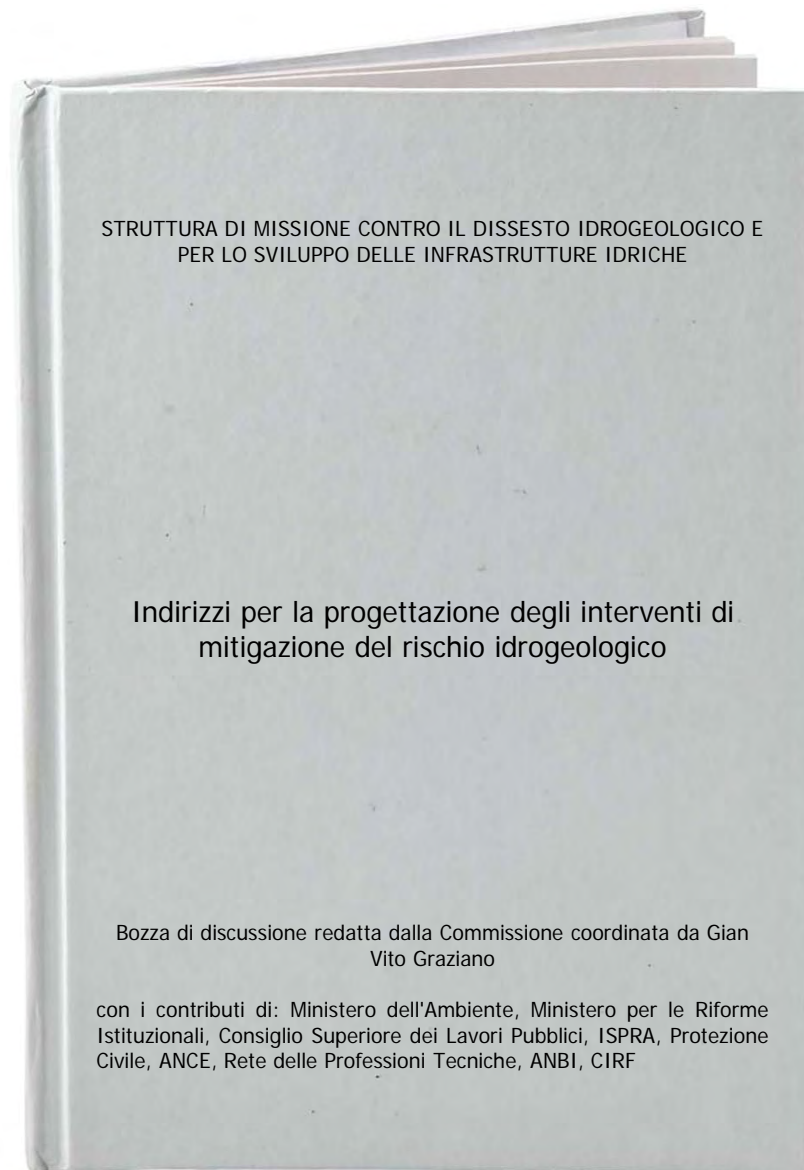 STRUTTURA DI MISSIONE CONTRO IL DISSESTO IDROGEOLOGICO E
PER LO SVILUPPO DELLE INFRASTRUTTURE IDRICHE
Indirizzi per la progettazione degli interventi di
mitigazione del rischio idrogeologico
Bozza di discussione redatta dalla Commissione coordinata da Gian
Vito Graziano
con i contributi di: Ministero dell'Ambiente, Ministero per le Riforme
Istituzionali, Consiglio Superiore dei Lavori Pubblici, ISPRA, Protezione
Civile, ANCE, Rete delle Professioni Tecniche, ANBI, CIRF